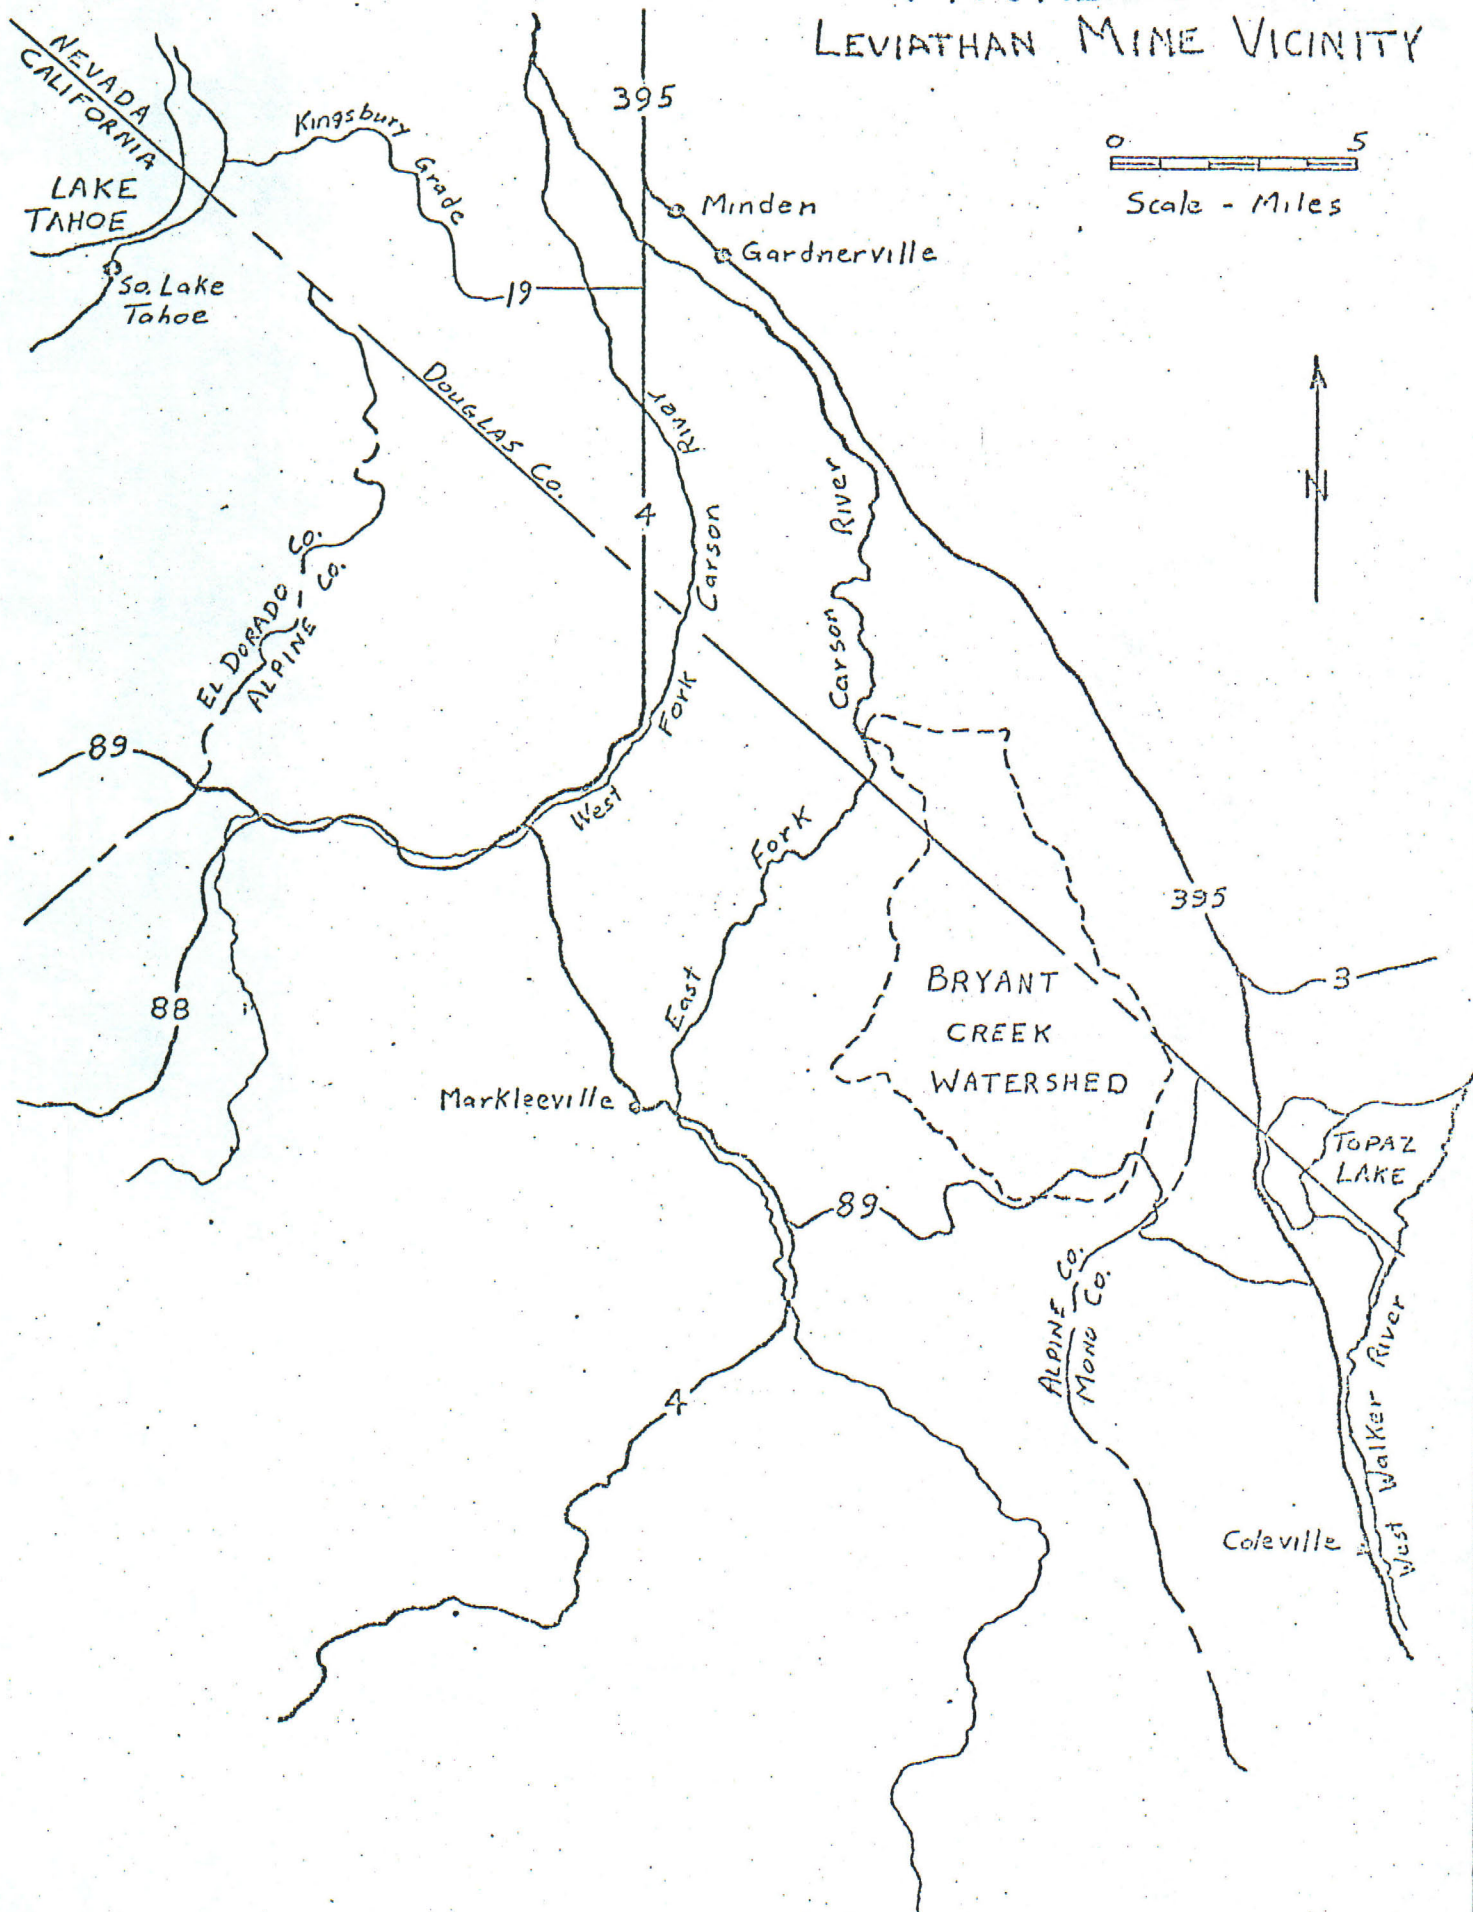 LEVIATHAN MINE VICINITY
0 5
Scale - Miles
NEVADA
CALIFORNIA
LAKE
TAHOE
So. Lake
Tahoe
Kingsbury
Grade
395
Minden
Gardnerville
19
DOUGLAS CO.
River
4
Carson
Fork
West
River
Carson
Fork
East
N
EL DORADO CO.
ALPINE CO.
89
88
395
3
BRYANT
CREEK
WATERSHED
Markleeville
TOPAZ
LAKE
89
ALPINE CO.
MONO CO.
4
West Walker River
Coleville